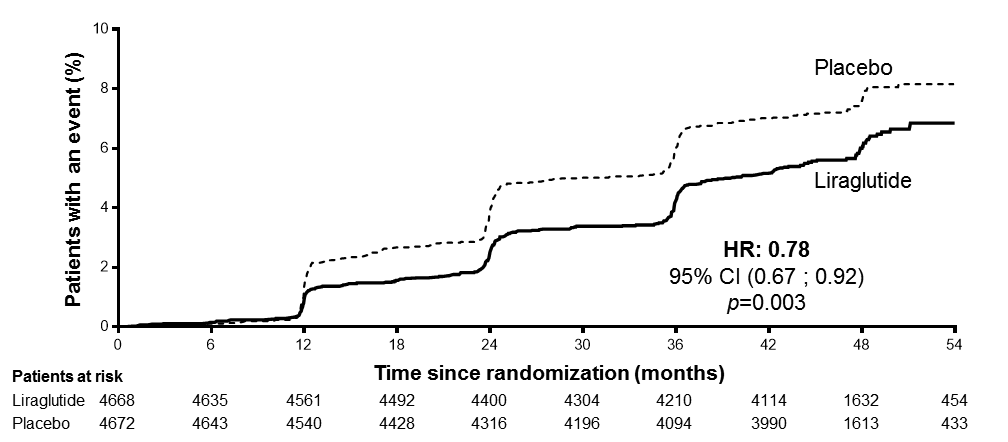 10
8
6
4
2
0
Patients with an event (%)
Placebo
Liraglutide
HR: 0.78
95% CI (0.67 ; 0.92)
p=0.003
0 6 12 18 24 30 36 42 48 54
Time since randomization (months)
Patients at risk
Liraglutide 4668 4635 4561 4492 4400 4304 4210 4114 1632 454
Placebo 4672 4643 4540 4428 4316 4196 4094 3990 1613 433